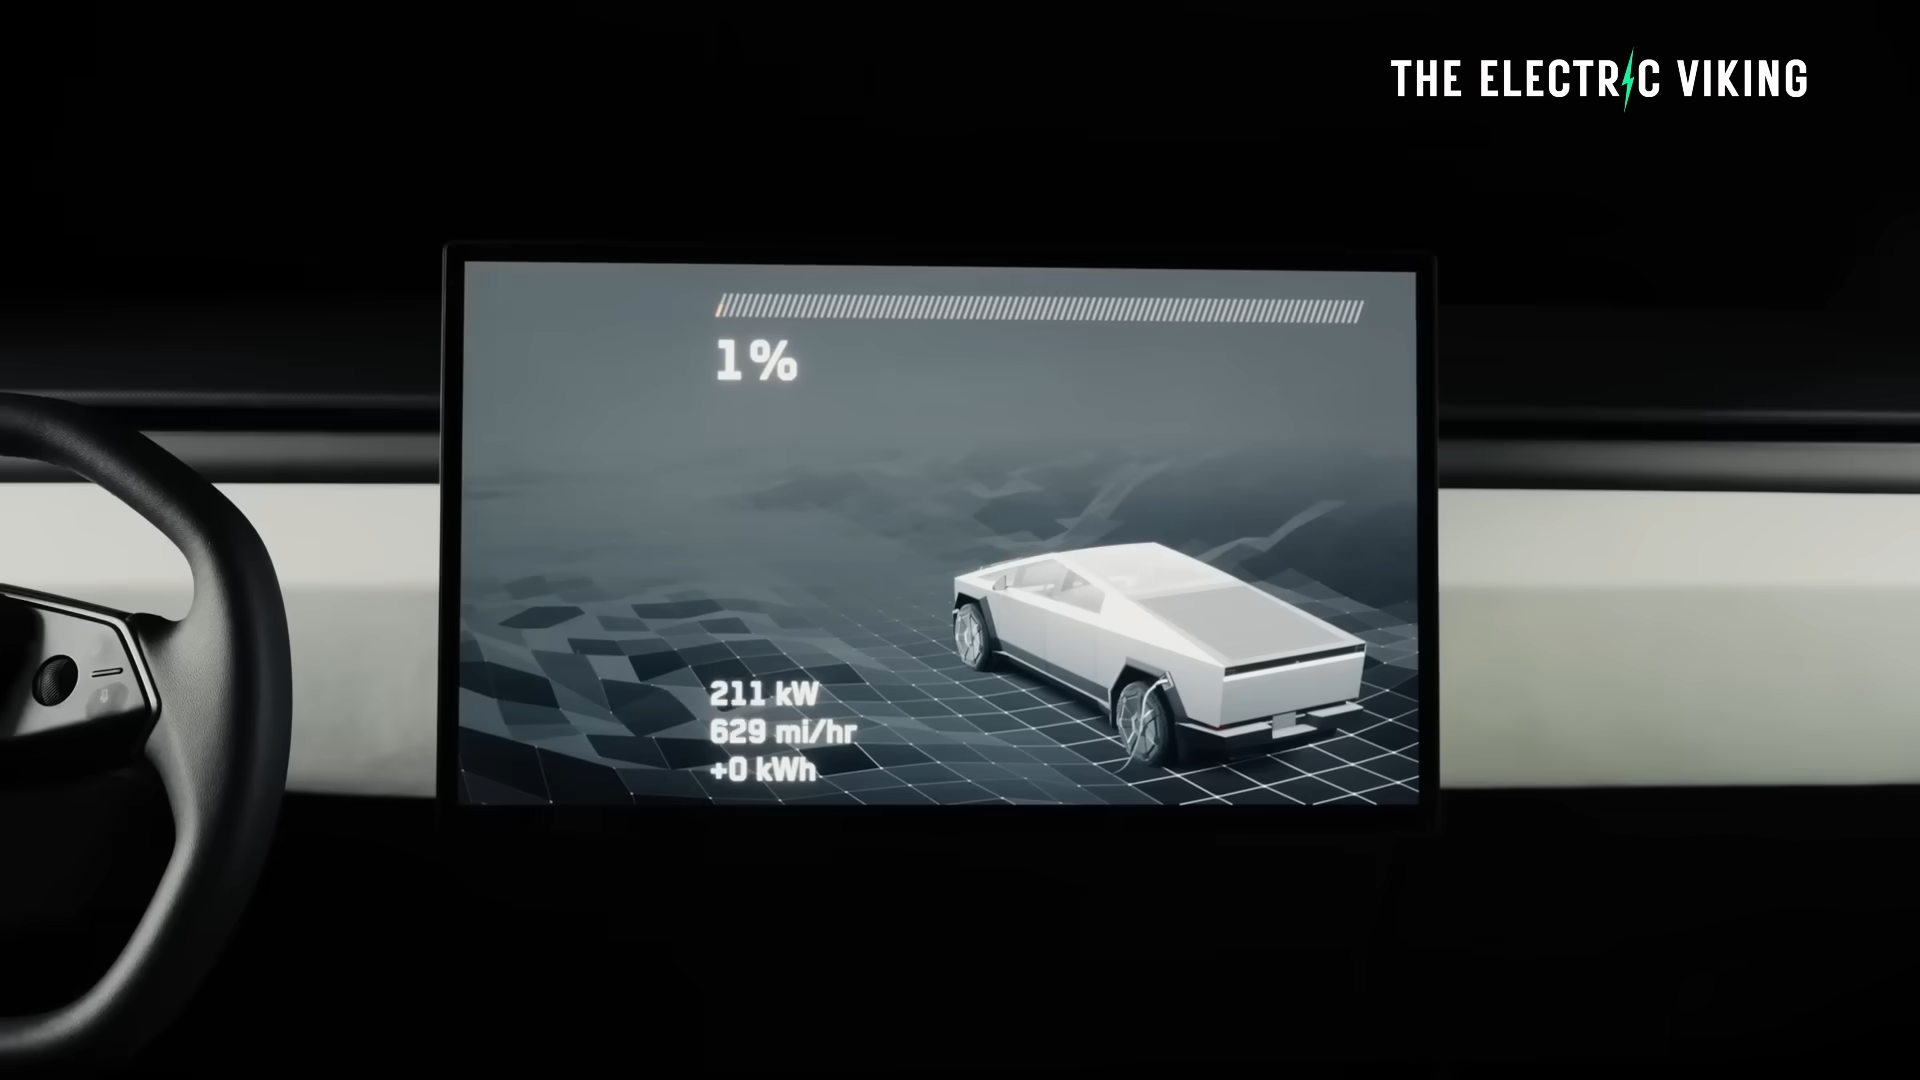 THE ELECTRIC VIKING
1%
211 kW
629 mi/hr
+0 kWh